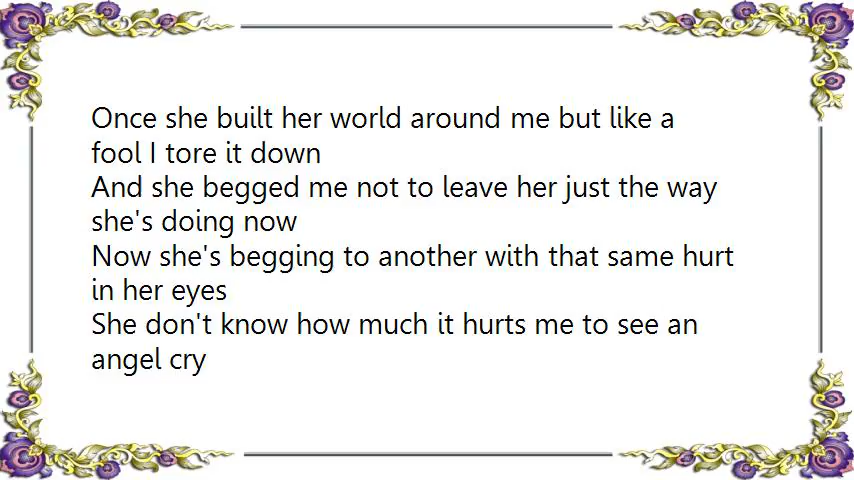 Once she built her world around me but like a
fool I tore it down
And she begged me not to leave her just the way
she's doing now
Now she's begging to another with that same hurt
in her eyes
She don't know how much it hurts me to see an
angel cry